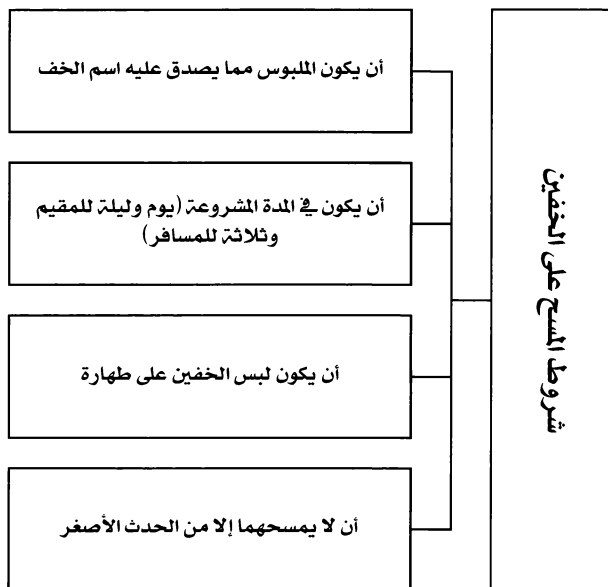 شروط المسح على الخفين
أن يكون الملبوس مما يصدق عليه اسم الخف
أن يكون في المدة المشروعة (يوم وليلة للمقيم
وثلاثة للمسافر)
أن يكون لبس الخفين على طهارة
أن لا يمسحهما إلا من الحدث الأصغر